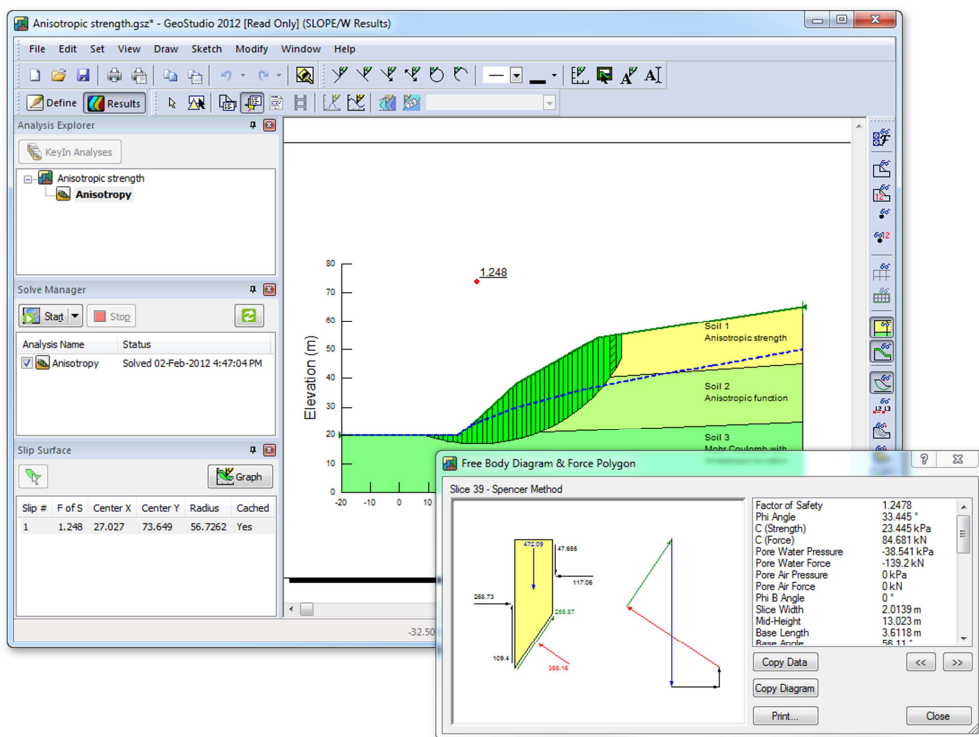 Anisotropic strength.gsz* - GeoStudio 2012 [Read Only] (SLOPE/W Results)
File Edit Set View Draw Sketch Modify Window Help
Define Results
Analysis Explorer
KeyIn Analyses
Anisotropic strength
Anisotropy
Solve Manager
Start Stop
Analysis Name Status
Anisotropy Solved 02-Feb-2012 4:47:04 PM
Slip Surface
Graph
Slip # F of S Center X Center Y Radius Cached
1 1.248 27.027 73.649 56.7262 Yes
1.248
Elevation (m)
80
70
60
50
40
30
20
10
0
-20 -10 0 10
Soil 1
Anisotropic strength
Soil 2
Anisotropic function
Soil 3
Mohr Coulomb with
-32.50
Free Body Diagram & Force Polygon
Slice 39 - Spencer Method
472.09
47.655
117.06
268.73
255.87
109.4
355.16
Factor of Safety 1.2478
Phi Angle 33.445 °
C (Strength) 23.445 kPa
C (Force) 84.681 kN
Pore Water Pressure -38.541 kPa
Pore Water Force -139.2 kN
Pore Air Pressure 0 kPa
Pore Air Force 0 kN
Phi B Angle 0 °
Slice Width 2.0139 m
Mid-Height 13.023 m
Base Length 3.6118 m
Base Angle 56.11 °
Copy Data << >>
Copy Diagram
Print... Close